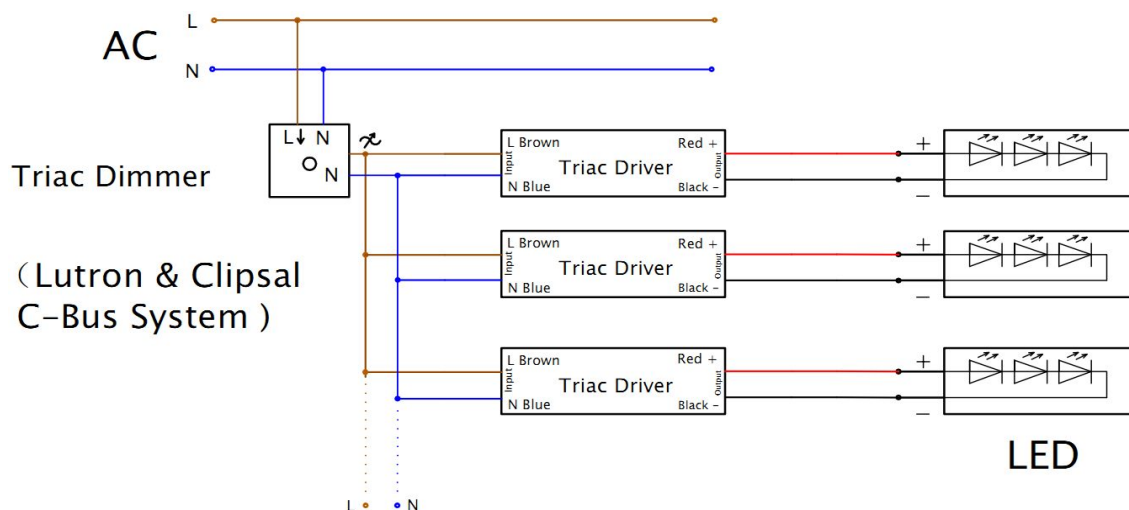 L
AC
N
L N
N
Triac Dimmer
（Lutron & Clipsal
C-Bus System )
L Brown
Input
N Blue
Triac Driver
Red +
Output
Black -
+
−
L Brown
Input
N Blue
Triac Driver
Red +
Output
Black -
+
−
L Brown
Input
N Blue
Triac Driver
Red +
Output
Black -
+
−
LED
L N